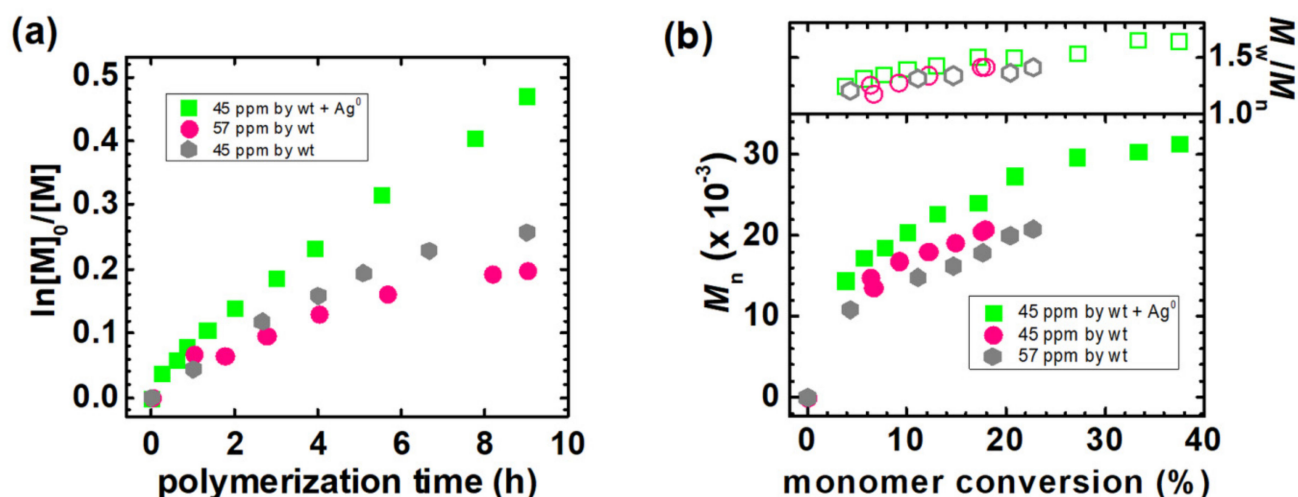 (a)
ln[M]₀/[M]
0.5
0.4
0.3
0.2
0.1
0.0
45 ppm by wt + Ag⁰
57 ppm by wt
45 ppm by wt
0 2 4 6 8 10
polymerization time (h)
(b)
1.5
1.0
M_w/M_n
M_n (x 10⁻³)
30
20
10
0
45 ppm by wt + Ag⁰
45 ppm by wt
57 ppm by wt
0 10 20 30 40
monomer conversion (%)